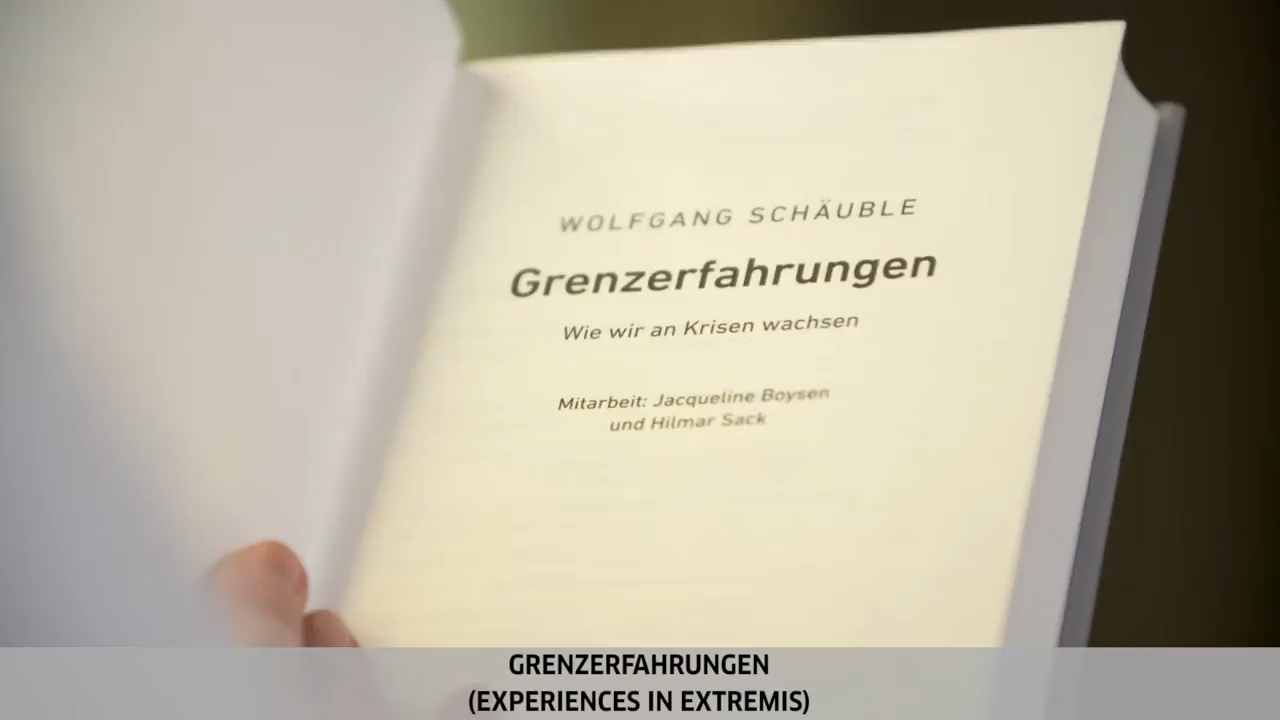 WOLFGANG SCHÄUBLE
Grenzerfahrungen
Wie wir an Krisen wachsen
Mitarbeit: Jacqueline Boysen
und Hilmar Sack
GRENZERFAHRUNGEN
(EXPERIENCES IN EXTREMIS)